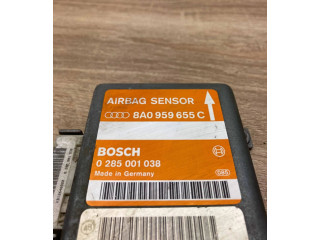 AIRBAG SENSOR
8A0 959 655 C
BOSCH
0 285 001 038
Made in Germany